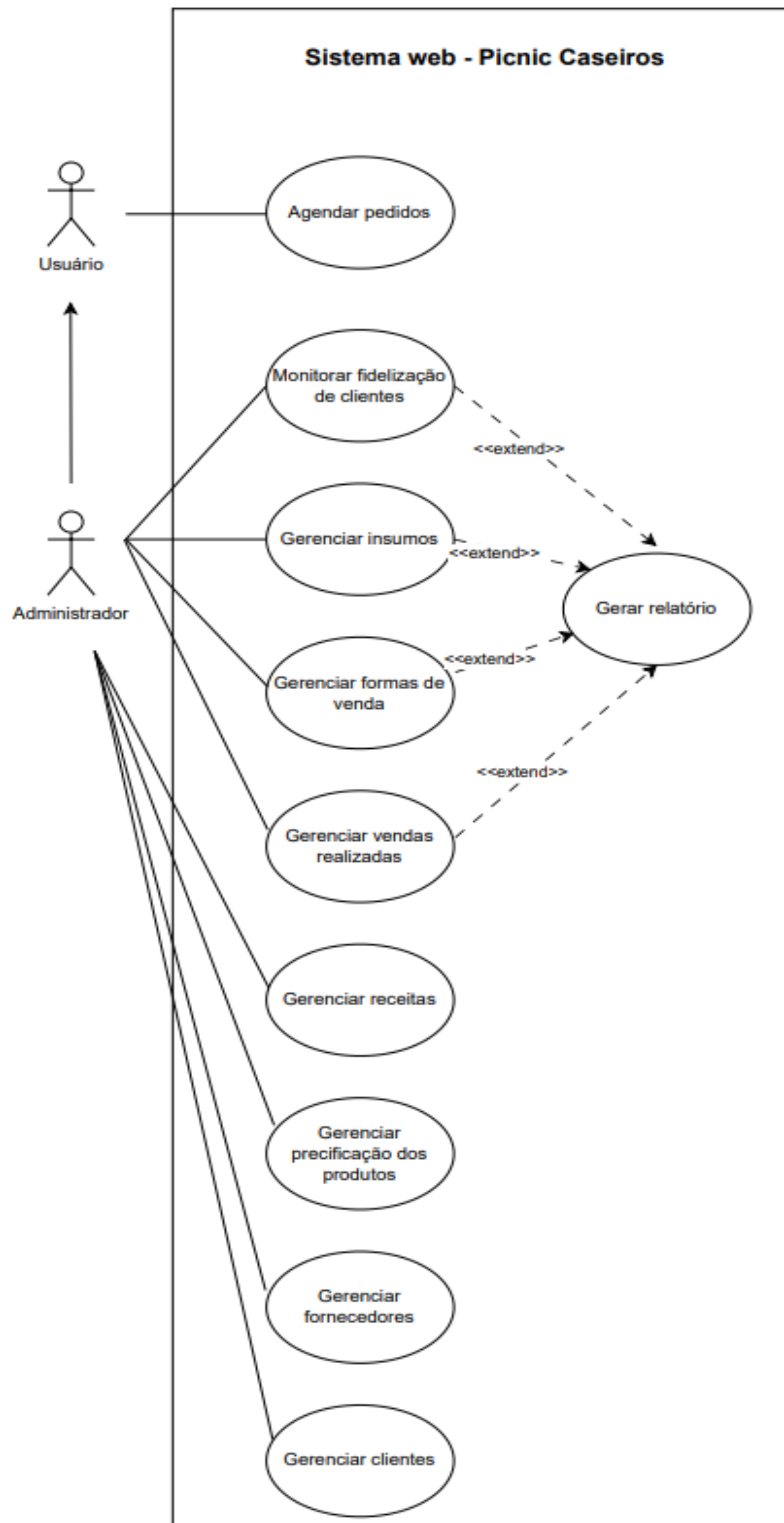 Sistema web - Picnic Caseiros
Agendar pedidos
Usuário
Monitorar fidelização
de clientes
<<extend>>
Gerenciar insumos
<<extend>>
Administrador
Gerar relatório
Gerenciar formas de
venda
<<extend>>
<<extend>>
Gerenciar vendas
realizadas
Gerenciar receitas
Gerenciar
precificação dos
produtos
Gerenciar
fornecedores
Gerenciar clientes